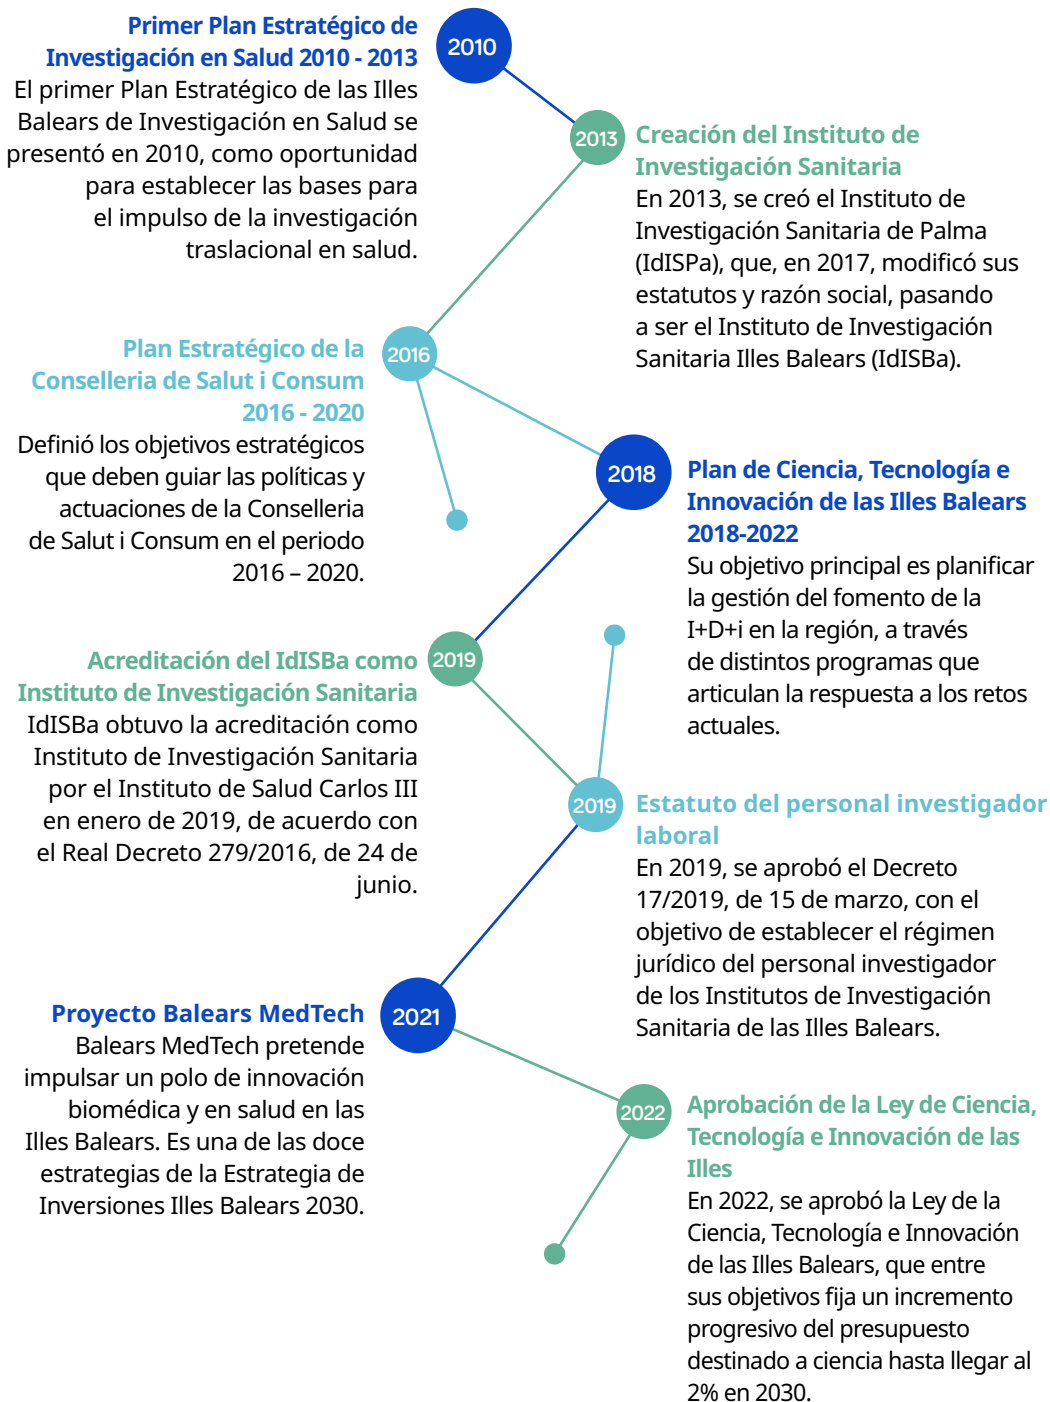 Primer Plan Estratégico de
Investigación en Salud 2010 - 2013
El primer Plan Estratégico de las Illes
Balears de Investigación en Salud se
presentó en 2010, como oportunidad
para establecer las bases para
el impulso de la investigación
traslacional en salud.
2010
2013
Creación del Instituto de
Investigación Sanitaria
En 2013, se creó el Instituto de
Investigación Sanitaria de Palma
(IdISPa), que, en 2017, modificó sus
estatutos y razón social, pasando
a ser el Instituto de Investigación
Sanitaria Illes Balears (IdISBa).
Plan Estratégico de la
Conselleria de Salut i Consum
2016 - 2020
Definió los objetivos estratégicos
que deben guiar las políticas y
actuaciones de la Conselleria
de Salut i Consum en el periodo
2016 – 2020.
2016
2018
Plan de Ciencia, Tecnología e
Innovación de las Illes Balears
2018-2022
Su objetivo principal es planificar
la gestión del fomento de la
I+D+i en la región, a través
de distintos programas que
articulan la respuesta a los retos
actuales.
Acreditación del IdISBa como
Instituto de Investigación Sanitaria
IdISBa obtuvo la acreditación como
Instituto de Investigación Sanitaria
por el Instituto de Salud Carlos III
en enero de 2019, de acuerdo con
el Real Decreto 279/2016, de 24 de
junio.
2019
2019
Estatuto del personal investigador
laboral
En 2019, se aprobó el Decreto
17/2019, de 15 de marzo, con el
objetivo de establecer el régimen
jurídico del personal investigador
de los Institutos de Investigación
Sanitaria de las Illes Balears.
Proyecto Balears MedTech
Balears MedTech pretende
impulsar un polo de innovación
biomédica y en salud en las
Illes Balears. Es una de las doce
estrategias de la Estrategia de
Inversiones Illes Balears 2030.
2021
2022
Aprobación de la Ley de Ciencia,
Tecnología e Innovación de las
Illes
En 2022, se aprobó la Ley de la
Ciencia, Tecnología e Innovación
de las Illes Balears, que entre
sus objetivos fija un incremento
progresivo del presupuesto
destinado a ciencia hasta llegar al
2% en 2030.